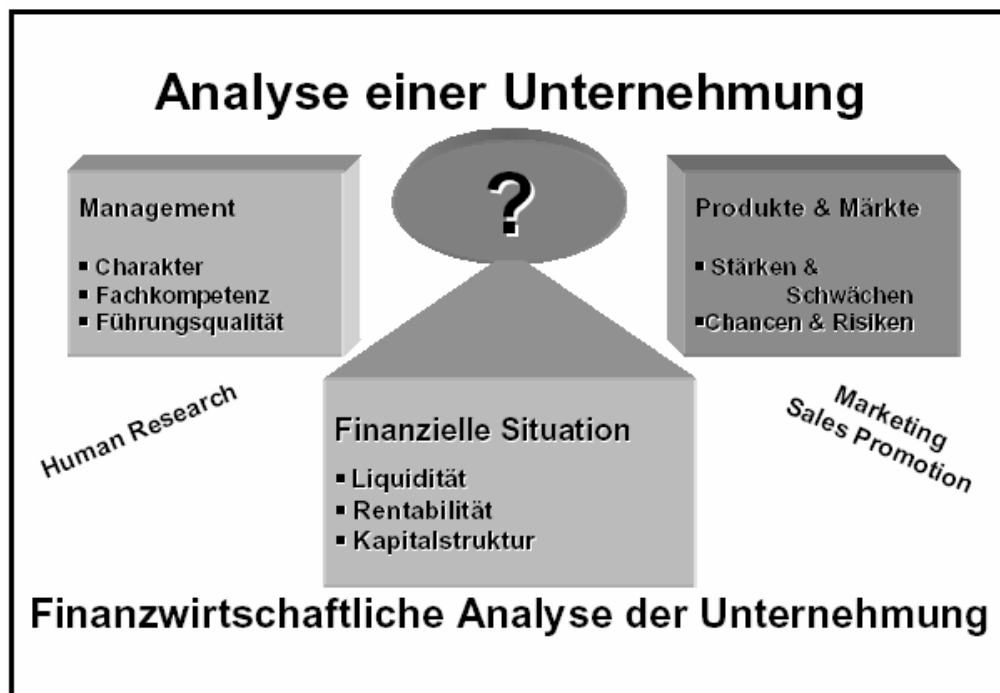 Analyse einer Unternehmung
?
Management
▪ Charakter
▪ Fachkompetenz
▪ Führungsqualität
Produkte & Märkte
▪ Stärken &
Schwächen
▪Chancen & Risiken
Human Research
Marketing
Sales Promotion
Finanzielle Situation
▪ Liquidität
▪ Rentabilität
▪ Kapitalstruktur
Finanzwirtschaftliche Analyse der Unternehmung